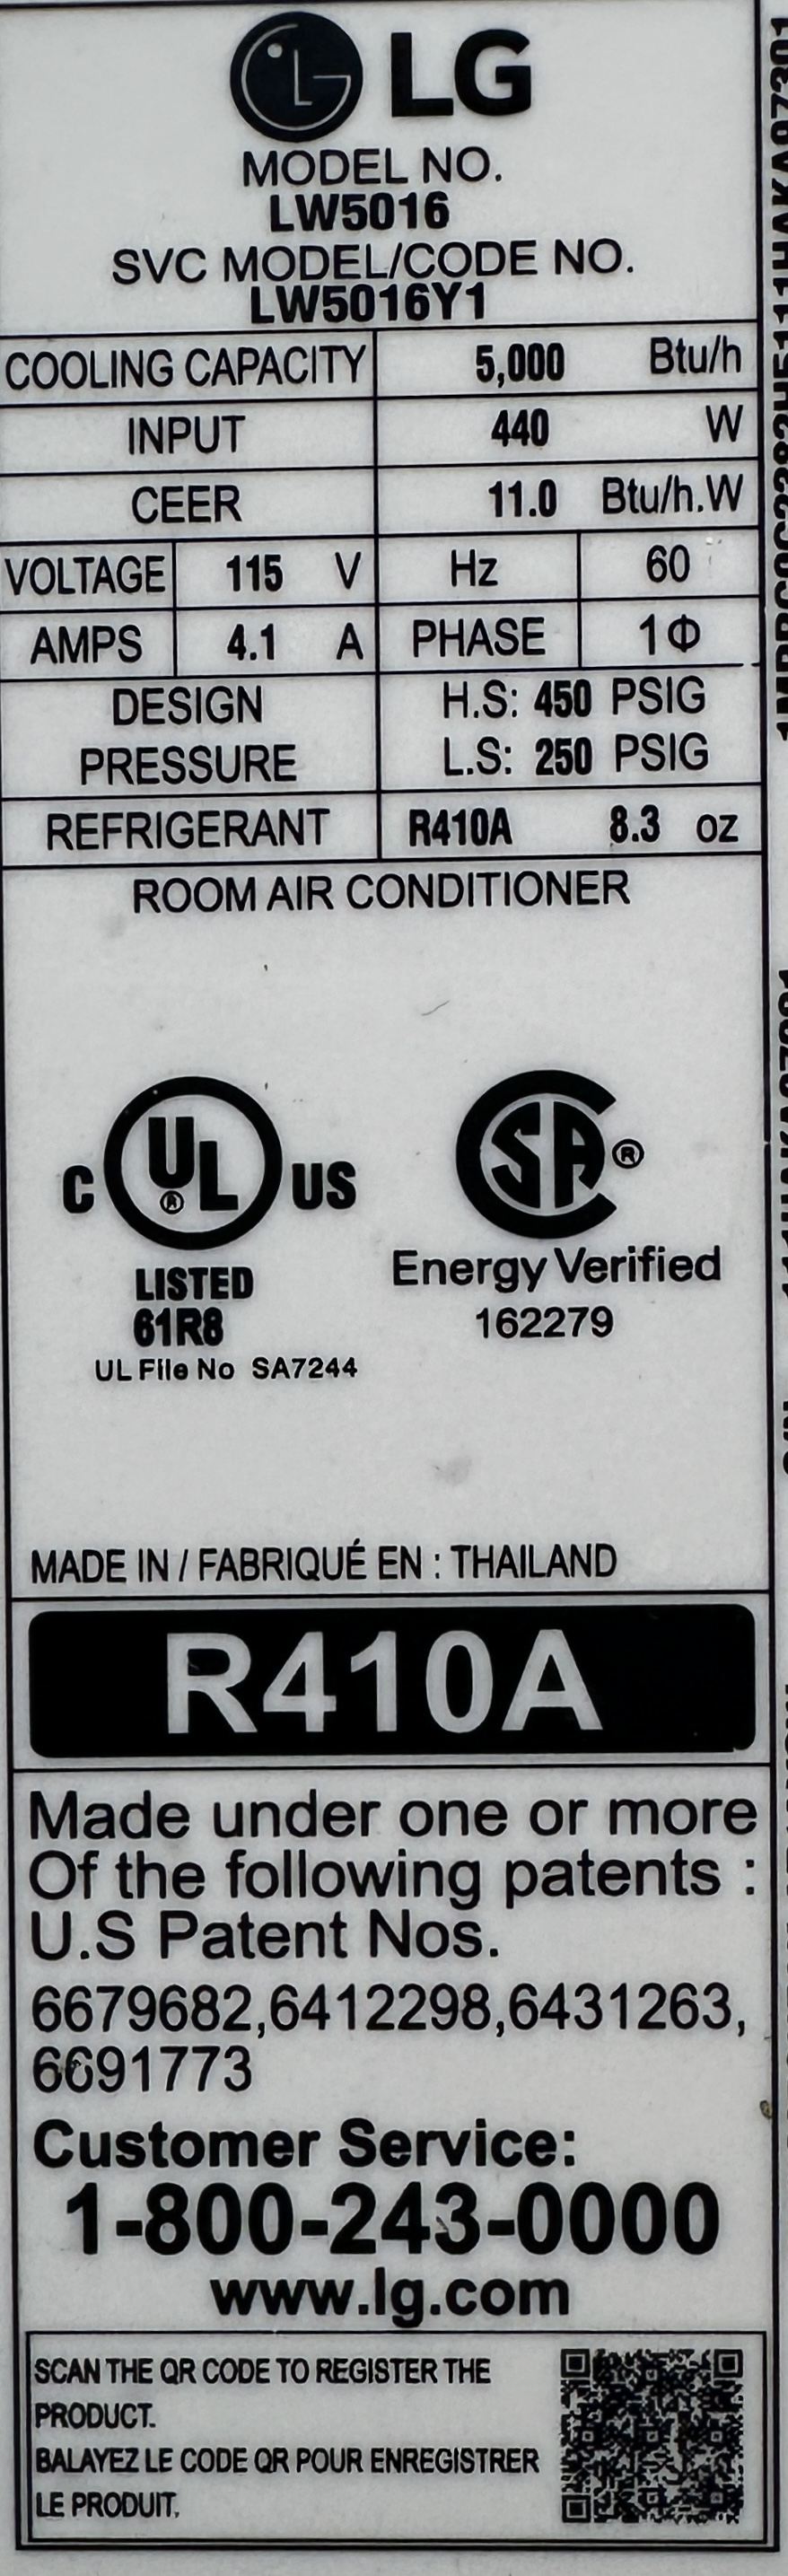 LG
MODEL NO.
LW5016
SVC MODEL/CODE NO.
LW5016Y1
COOLING CAPACITY 5,000 Btu/h
INPUT 440 W
CEER 11.0 Btu/h.W
VOLTAGE 115 V Hz 60
AMPS 4.1 A PHASE 1Φ
DESIGN PRESSURE H.S: 450 PSIG
L.S: 250 PSIG
REFRIGERANT R410A 8.3 oz
ROOM AIR CONDITIONER
C UL® US
LISTED
61R8
UL File No SA7244
SA®
Energy Verified
162279
MADE IN / FABRIQUÉ EN : THAILAND
R410A
Made under one or more
Of the following patents :
U.S Patent Nos.
6679682,6412298,6431263,
6691773
Customer Service:
1-800-243-0000
www.lg.com
SCAN THE QR CODE TO REGISTER THE
PRODUCT.
BALAYEZ LE CODE QR POUR ENREGISTRER
LE PRODUIT.